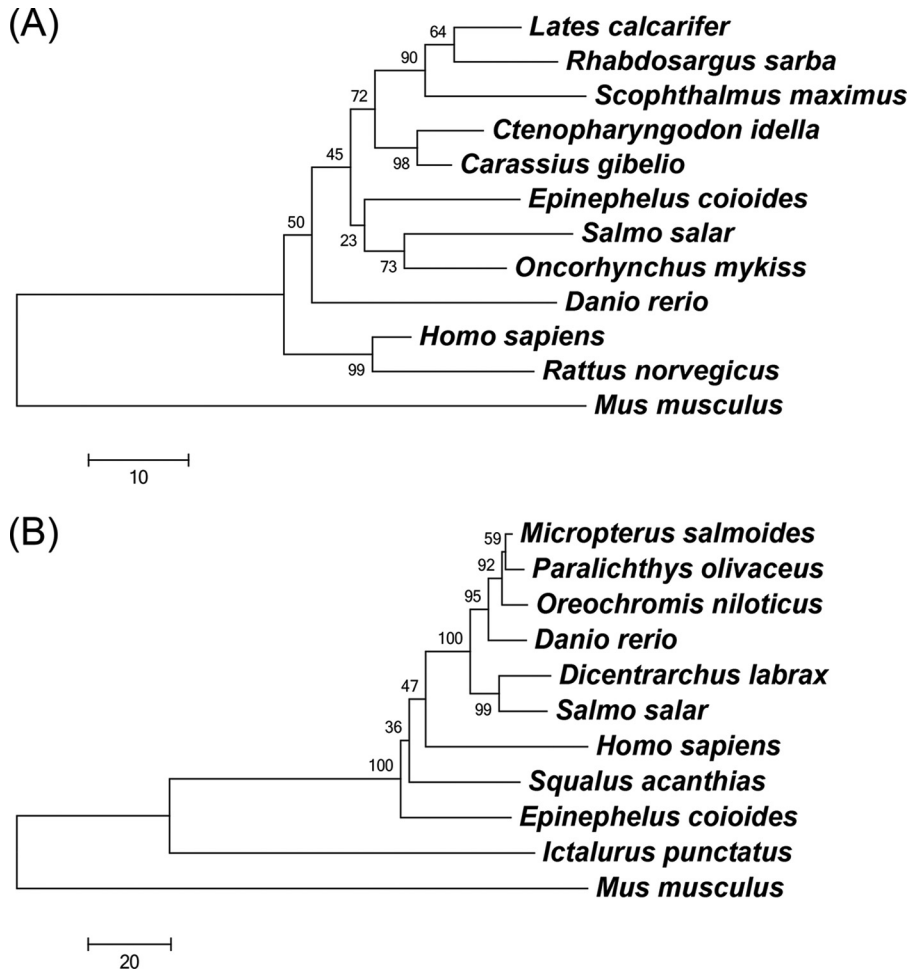 (A)
64
Lates calcarifer
Rhabdosargus sarba
90
Scophthalmus maximus
72
Ctenopharyngodon idella
98
Carassius gibelio
45
Epinephelus coioides
23
Salmo salar
73
Oncorhynchus mykiss
50
Danio rerio
Homo sapiens
99
Rattus norvegicus
Mus musculus
10
(B)
59
Micropterus salmoides
92
Paralichthys olivaceus
95
Oreochromis niloticus
100
Danio rerio
Dicentrarchus labrax
99
Salmo salar
47
Homo sapiens
36
Squalus acanthias
100
Epinephelus coioides
Ictalurus punctatus
Mus musculus
20